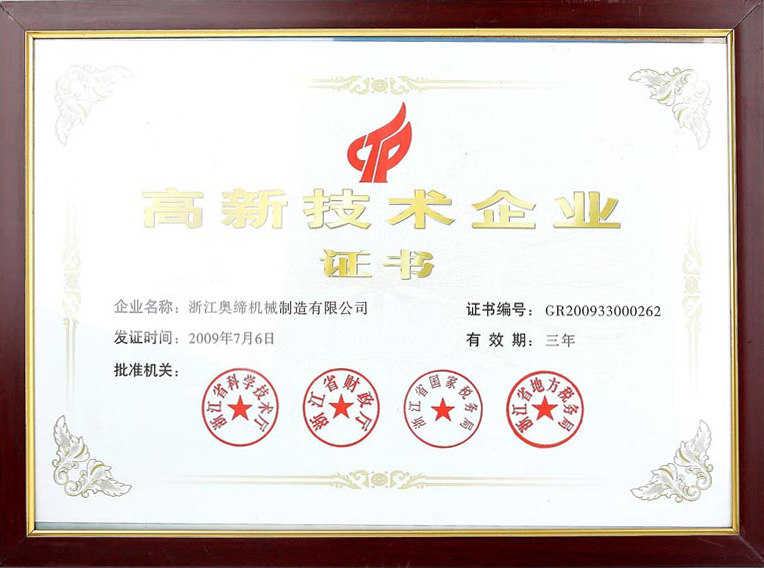 高新技术企业
证书
企业名称：浙江奥缔机械制造有限公司
证书编号：GR200933000262
发证时间：2009年7月6日
有效期：三年
批准机关：
浙江省科学技术厅
浙江省财政厅
浙江省国家税务局
浙江省地方税务局